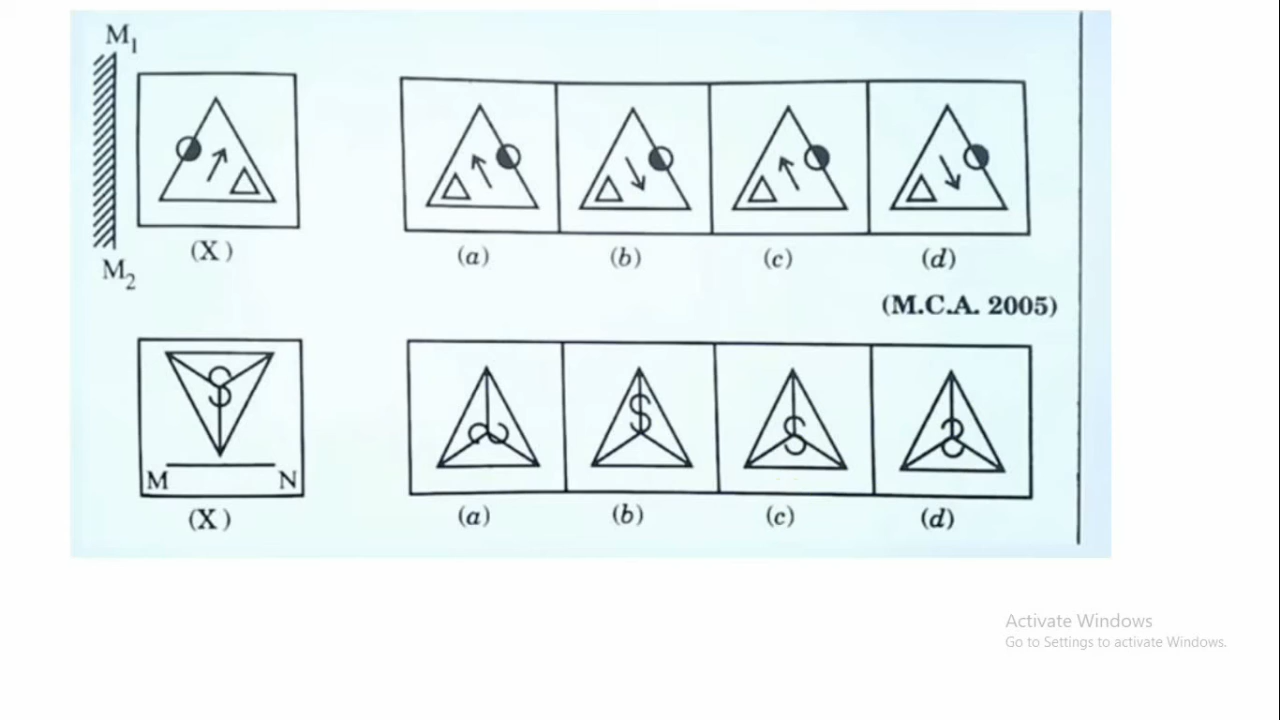 M1
M2
(X)
(a) (b) (c) (d)
(M.C.A. 2005)
M N
(X)
(a) (b) (c) (d)
Activate Windows
Go to Settings to activate Windows.